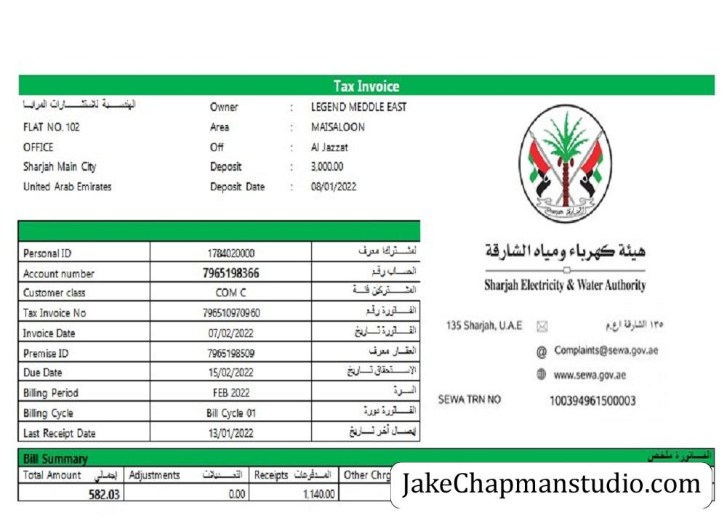 Tax Invoice
الهندسية للاستشارات المرايا Owner : LEGEND MEDDLE EAST
FLAT NO. 102 Area : MAISALOON
OFFICE Off : Al Jazzat
Sharjah Main City Deposit : 3,000.00
United Arab Emirates Deposit Date : 08/01/2022
هيئة كهرباء ومياه الشارقة
Sharjah Electricity & Water Authority
135 Sharjah, U.A.E ١٣٥ الشارقة ا.ع.م
@ Complaints@sewa.gov.ae
www.sewa.gov.ae
SEWA TRN NO 100394961500003
Personal ID 1784020000 معرف
Account number 7965198366 الحساب رقم
Customer class COM C المشتركين فئة
Tax Invoice No 796510970960 الفاتورة رقم
Invoice Date 07/02/2022 الفاتورة تاريخ
Premise ID 7965198509 العقار معرف
Due Date 15/02/2022 الاستحقاق تاريخ
Billing Period FEB 2022
Billing Cycle Bill Cycle 01 الفاتورة دورة
Last Receipt Date 13/01/2022 إيصال آخر تاريخ
Bill Summary الفاتورة ملخص
Total Amount إجمالي Adjustments التسويات Receipts المدفوعات Other Chrg
582.03 0.00 1,140.00
JakeChapmanstudio.com